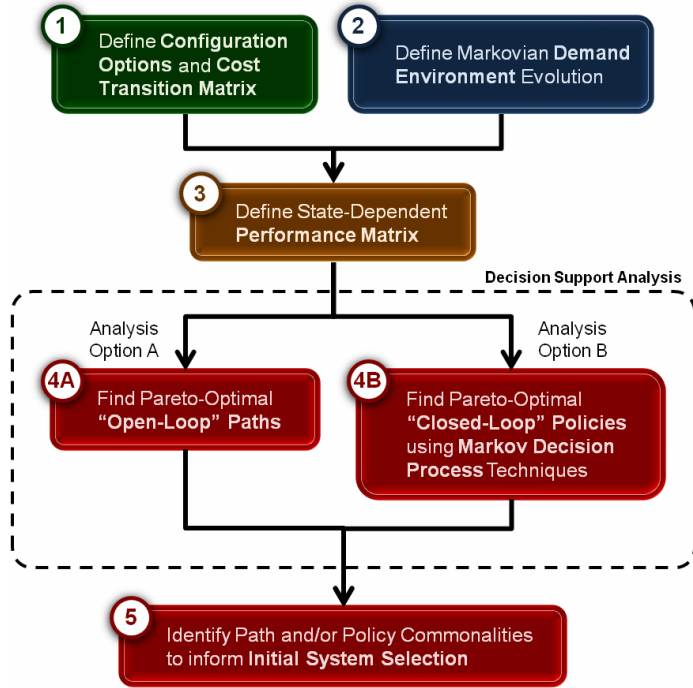 1
Define Configuration
Options and Cost
Transition Matrix
2
Define Markovian Demand
Environment Evolution
3
Define State-Dependent
Performance Matrix
Decision Support Analysis
Analysis
Option A
Analysis
Option B
4A
Find Pareto-Optimal
“Open-Loop” Paths
4B
Find Pareto-Optimal
“Closed-Loop” Policies
using Markov Decision
Process Techniques
5
Identify Path and/or Policy Commonalities
to inform Initial System Selection